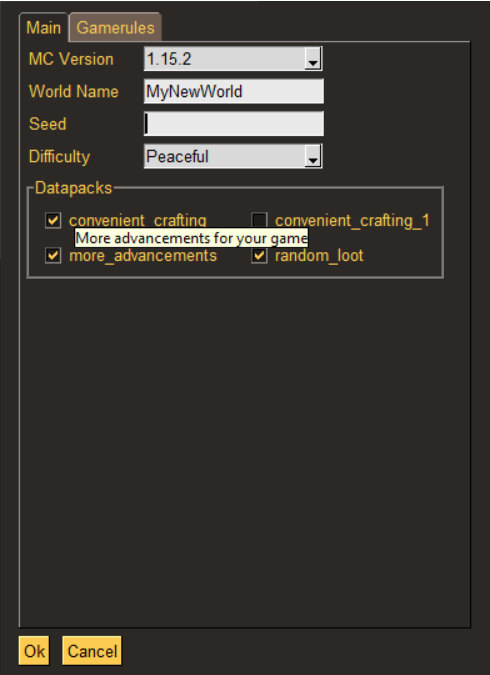 Main Gamerules
MC Version 1.15.2
World Name MyNewWorld
Seed
Difficulty Peaceful
Datapacks
convenient_crafting convenient_crafting_1
More advancements for your game
more_advancements random_loot
Ok Cancel